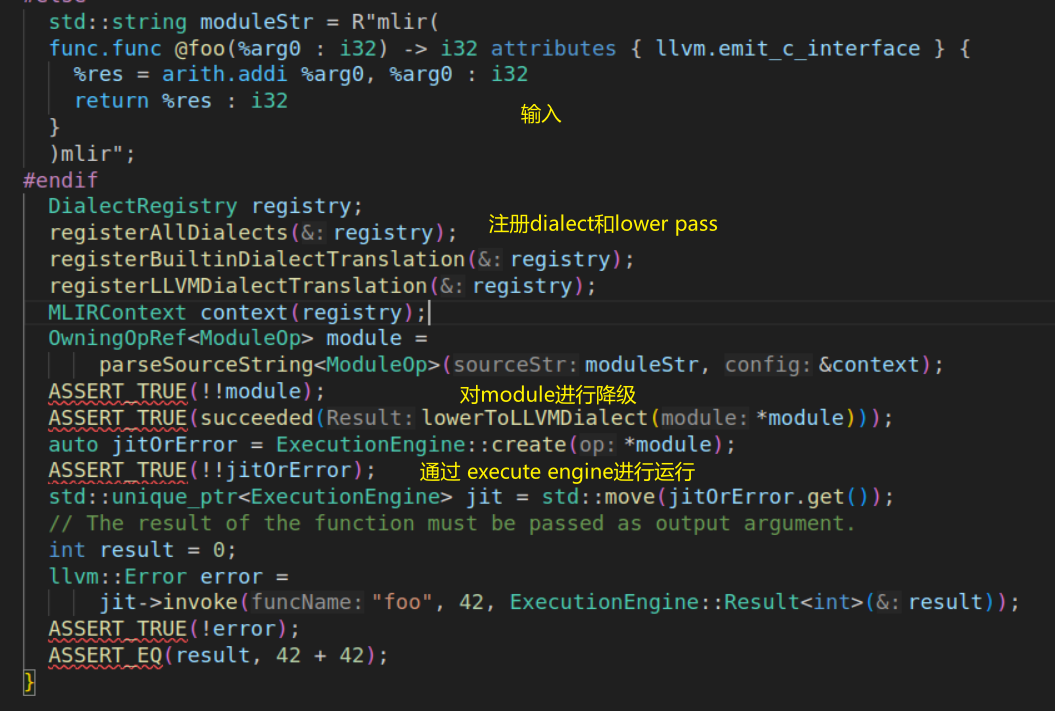 std::string moduleStr = R"mlir(
func.func @foo(%arg0 : i32) -> i32 attributes { llvm.emit_c_interface } {
%res = arith.addi %arg0, %arg0 : i32
return %res : i32
输入
}
)mlir";
#endif
DialectRegistry registry;
注册dialect和lower pass
registerAllDialects(&: registry);
registerBuiltinDialectTranslation(&: registry);
registerLLVMDialectTranslation(&: registry);
MLIRContext context(registry);
OwningOpRef<ModuleOp> module =
parseSourceString<ModuleOp>(sourceStr: moduleStr, config: &context);
ASSERT_TRUE(!!module);
对module进行降级
ASSERT_TRUE(succeeded(Result: lowerToLLVMDialect(module: *module)));
auto jitOrError = ExecutionEngine::create(op: *module);
ASSERT_TRUE(!!jitOrError);
通过 execute engine进行运行
std::unique_ptr<ExecutionEngine> jit = std::move(jitOrError.get());
// The result of the function must be passed as output argument.
int result = 0;
llvm::Error error =
jit->invoke(funcName: "foo", 42, ExecutionEngine::Result<int>(&: result));
ASSERT_TRUE(!error);
ASSERT_EQ(result, 42 + 42);
}